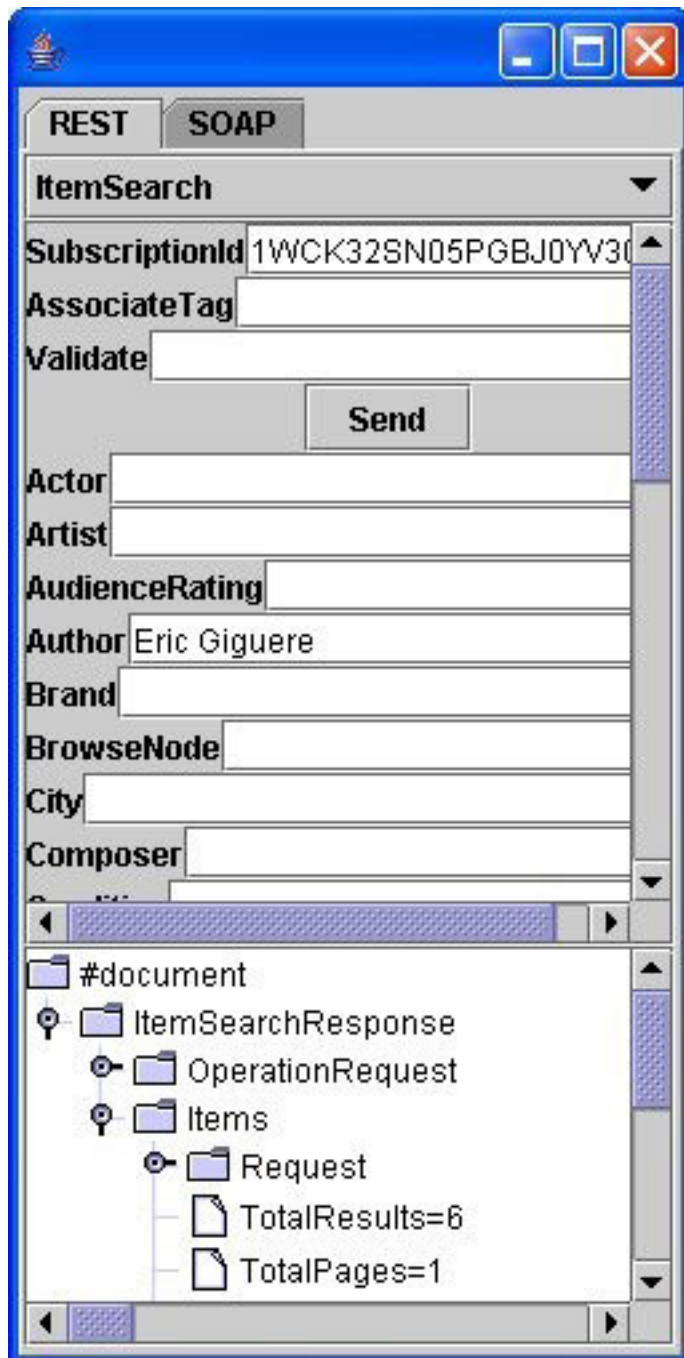 REST SOAP
ItemSearch
SubscriptionId 1WCK32SN05PGBJ0YV30
AssociateTag
Validate
Send
Actor
Artist
AudienceRating
Author Eric Giguere
Brand
BrowseNode
City
Composer
#document
ItemSearchResponse
OperationRequest
Items
Request
TotalResults=6
TotalPages=1